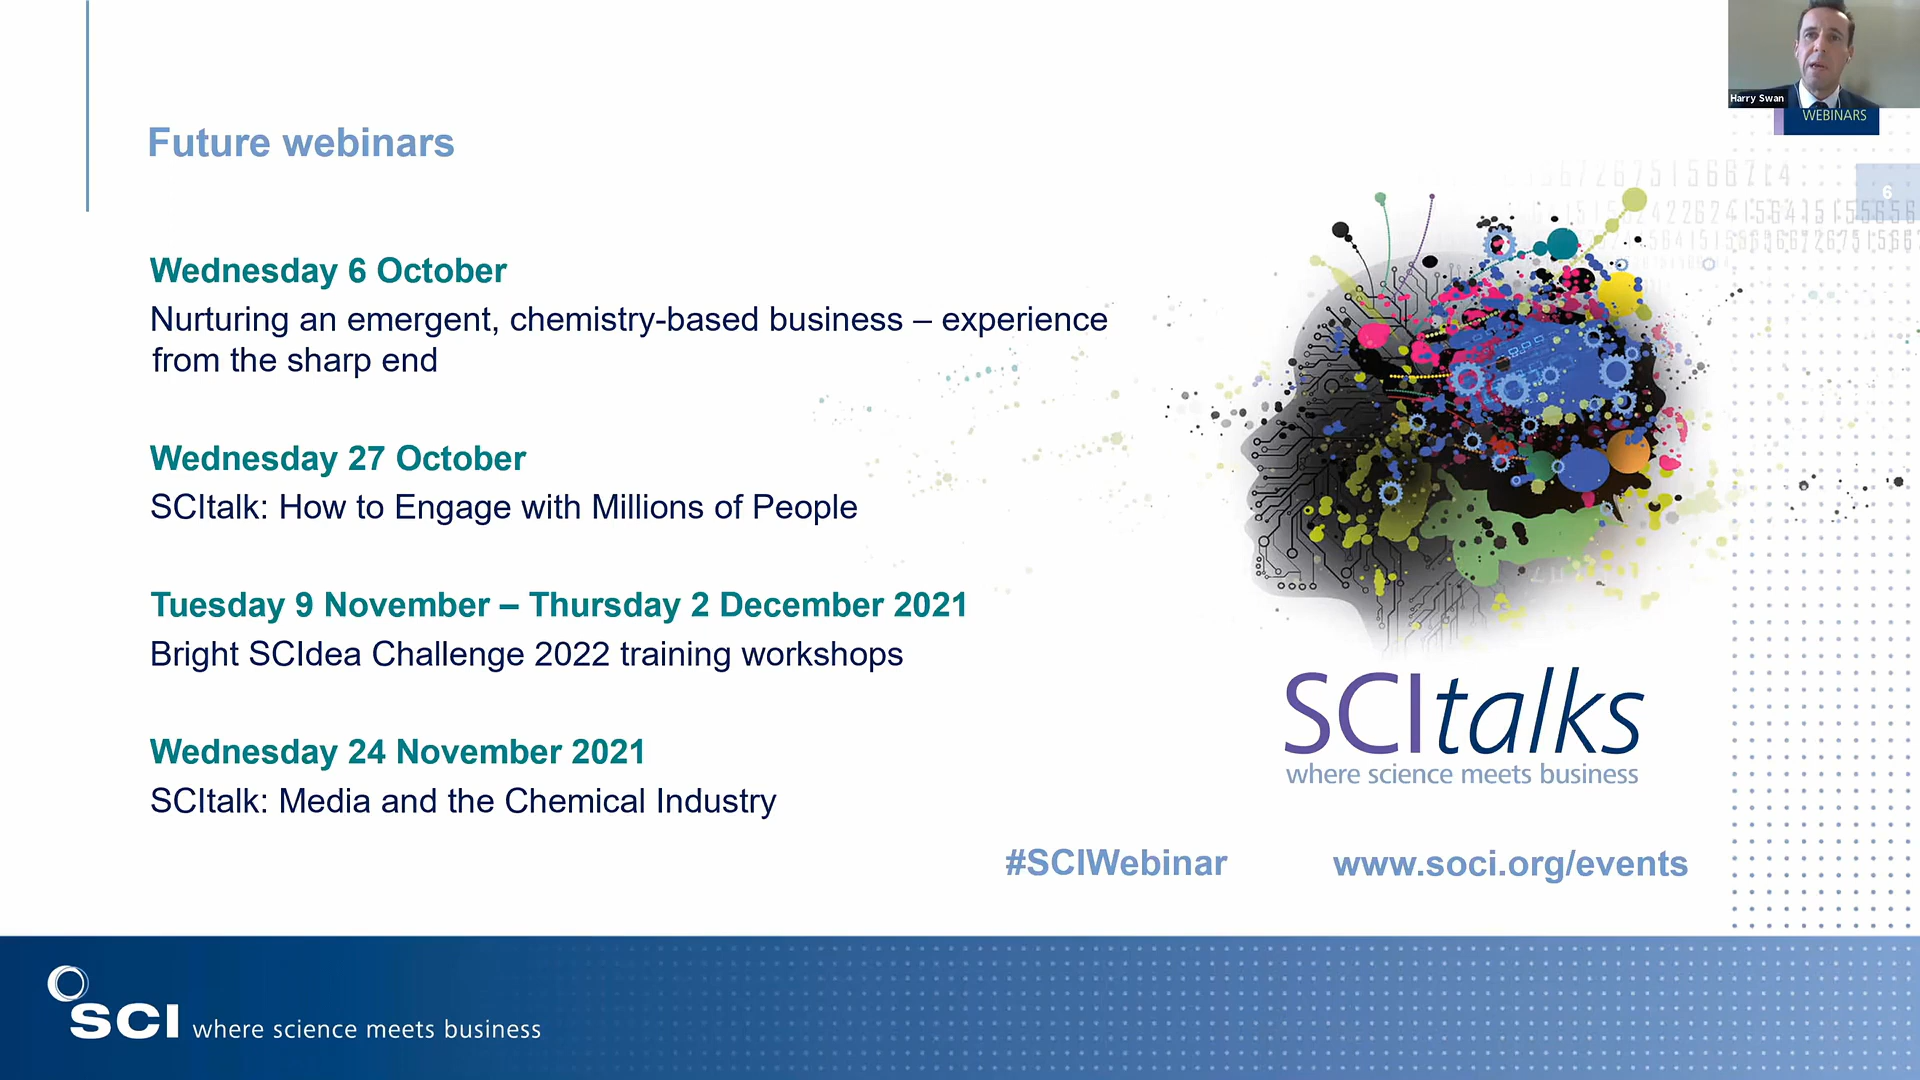 Harry Swan
WEBINARS
6
Future webinars
Wednesday 6 October
Nurturing an emergent, chemistry-based business – experience
from the sharp end
Wednesday 27 October
SCItalk: How to Engage with Millions of People
Tuesday 9 November – Thursday 2 December 2021
Bright SCIdea Challenge 2022 training workshops
Wednesday 24 November 2021
SCItalk: Media and the Chemical Industry
SCItalks
where science meets business
#SCIWebinar
www.soci.org/events
SCI where science meets business